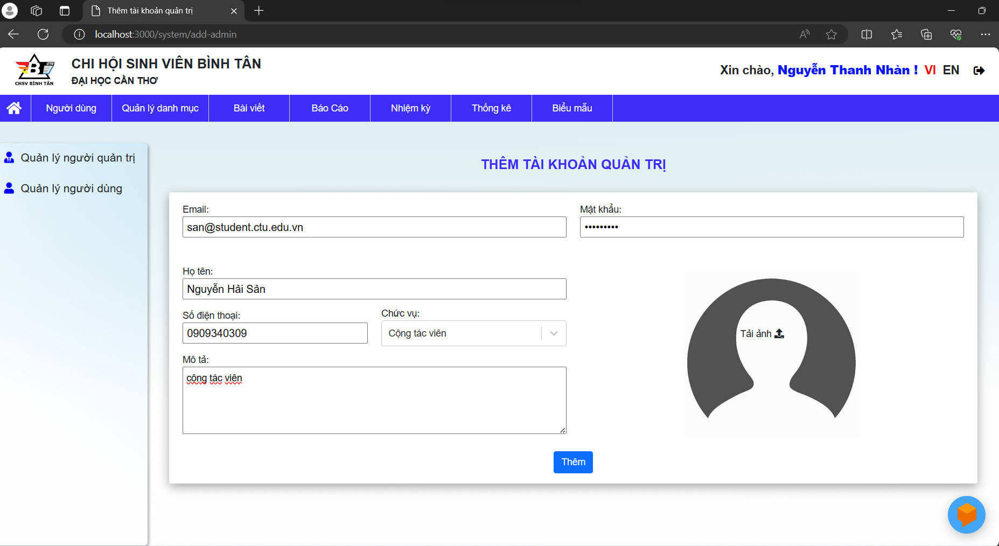 Thêm tài khoản quản trị
localhost:3000/system/add-admin
CTU
B
CHSV BÌNH TÂN
CHI HỘI SINH VIÊN BÌNH TÂN
ĐẠI HỌC CẦN THƠ
Xin chào, Nguyễn Thanh Nhàn ! VI EN
Người dùng
Quản lý danh mục
Bài viết
Báo Cáo
Nhiệm kỳ
Thống kê
Biểu mẫu
Quản lý người quản trị
Quản lý người dùng
THÊM TÀI KHOẢN QUẢN TRỊ
Email:
san@student.ctu.edu.vn
Mật khẩu:
•••••••••
Họ tên:
Nguyễn Hải Sản
Số điện thoại:
0909340309
Chức vụ:
Cộng tác viên
Mô tả:
công tác viên
Tải ảnh
Thêm